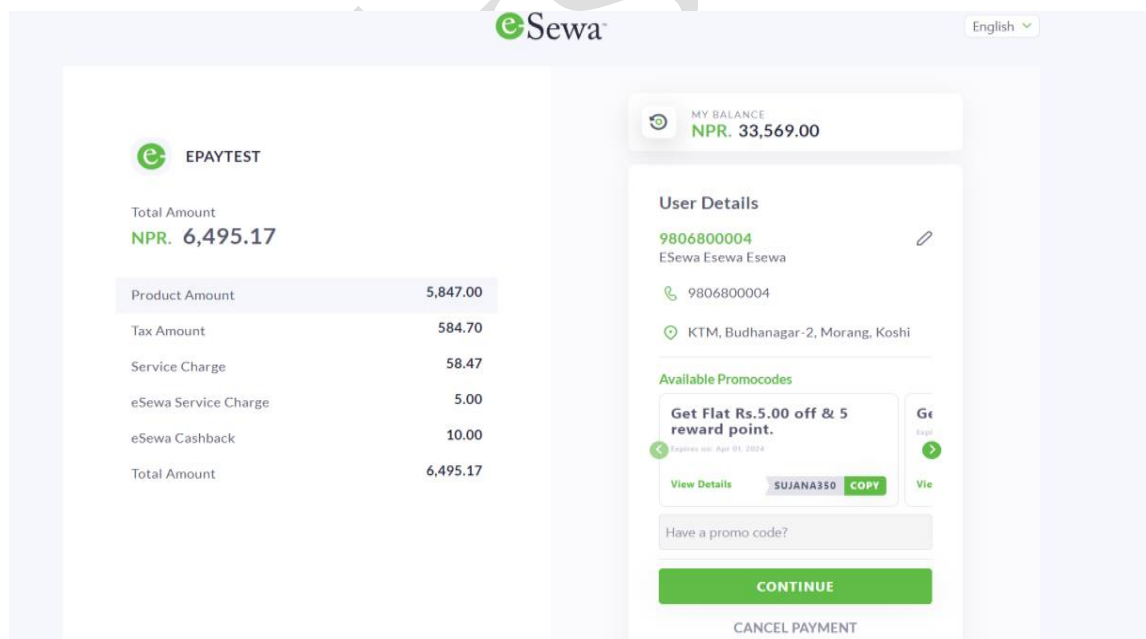 e-Sewa
English
EPAYTEST
Total Amount
NPR. 6,495.17
Product Amount 5,847.00
Tax Amount 584.70
Service Charge 58.47
eSewa Service Charge 5.00
eSewa Cashback 10.00
Total Amount 6,495.17
MY BALANCE
NPR. 33,569.00
User Details
9806800004
ESewa Esewa Esewa
9806800004
KTM, Budhanagar-2, Morang, Koshi
Available Promocodes
Get Flat Rs.5.00 off & 5
reward point.
Expires on: Apr 01, 2024
View Details SUJANA350 COPY
Ge
Vie
Have a promo code?
CONTINUE
CANCEL PAYMENT